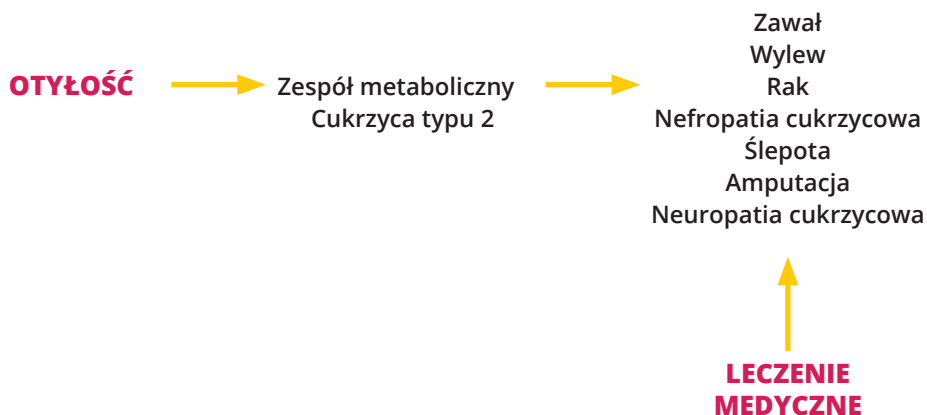 OTYŁOŚĆ
Zespół metaboliczny
Cukrzyca typu 2
Zawał
Wylew
Rak
Nefropatia cukrzycowa
Ślepota
Amputacja
Neuropatia cukrzycowa
LECZENIE
MEDYCZNE